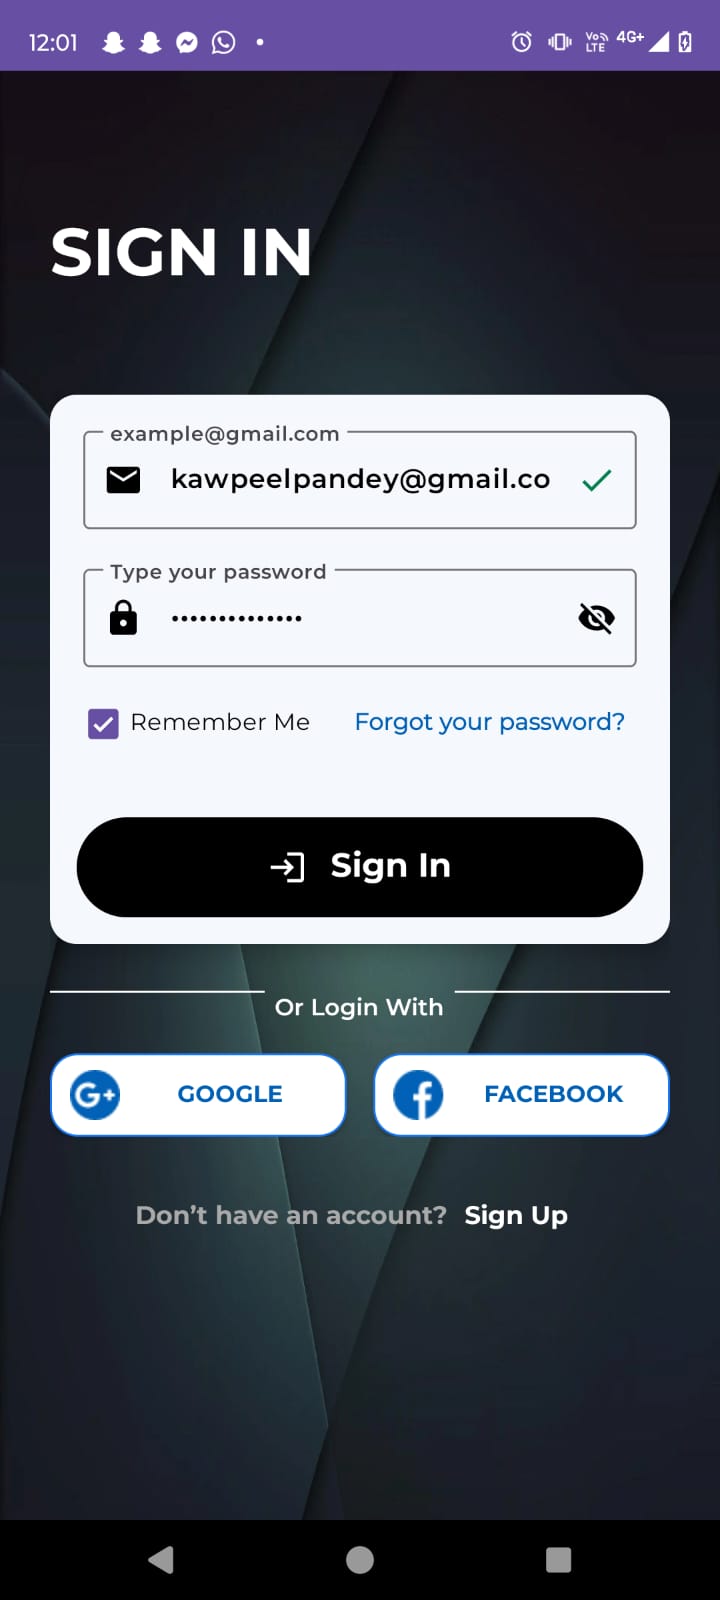 12:01 Vo LTE 4G+
SIGN IN
example@gmail.com
kawpeelpandey@gmail.co
Type your password
••••••••••••••
Remember Me Forgot your password?
Sign In
Or Login With
G+ GOOGLE f FACEBOOK
Don’t have an account? Sign Up